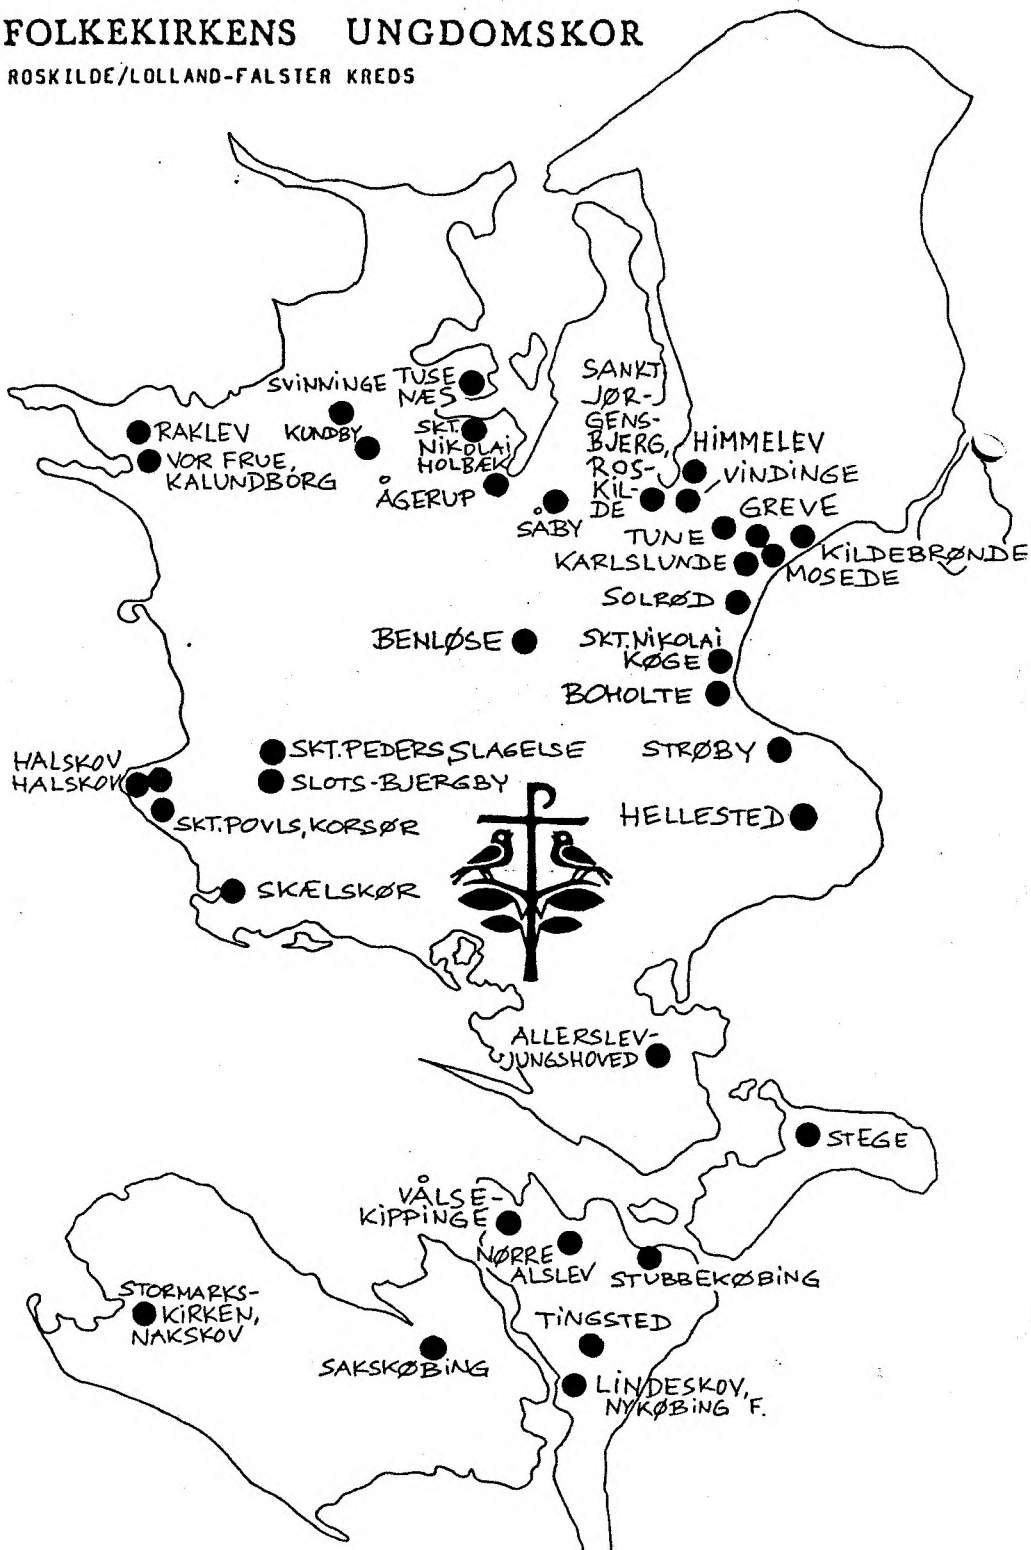 FOLKEKIRKENS UNGDOMSKOR
ROSKILDE/LOLLAND-FALSTER KREDS
SVINNINGE
TUSE
NÆS
SANKT
JØR-
GENS-
BJERG,
ROS-
KIL-
DE
RAKLEV
KUNDBY
SKT.
NIKOLAI
HOLBÆK
HIMMELEV
VOR FRUE,
KALUNDBORG
VINDINGE
ÅGERUP
SÅBY
GREVE
TUNE
KILDEBRØNDE
KARLSLUNDE
MOSEDE
SOLRØD
BENLØSE
SKT. NIKOLAI
KØGE
BOHOLTE
HALSKOV
HALSKOV
SKT. PEDERS, SLAGELSE
STRØBY
SLOTS-BJERGBY
SKT. POVLS, KORSØR
HELLESTED
SKÆLSKØR
ALLERSLEV-
JUNGSHOVED
STEGE
VÅLSE-
KIPPINGE
NØRRE
ALSLEV
STUBBEKØBING
STORMARKS-
KIRKEN,
NAKSKOV
TINGSTED
SAKSKØBING
LINDESKOV,
NYKØBING F.